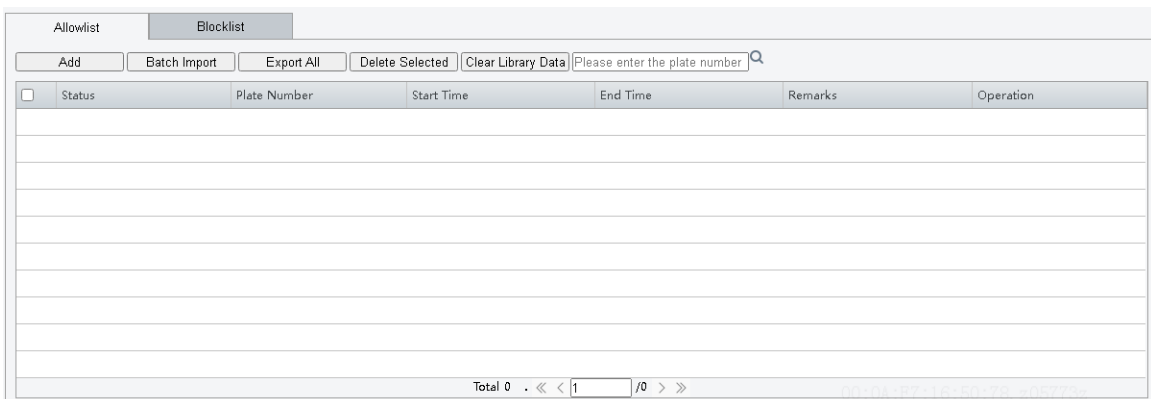 Allowlist Blocklist
Add Batch Import Export All Delete Selected Clear Library Data Please enter the plate number
Status Plate Number Start Time End Time Remarks Operation
Total 0 . « < 1 /0 > »